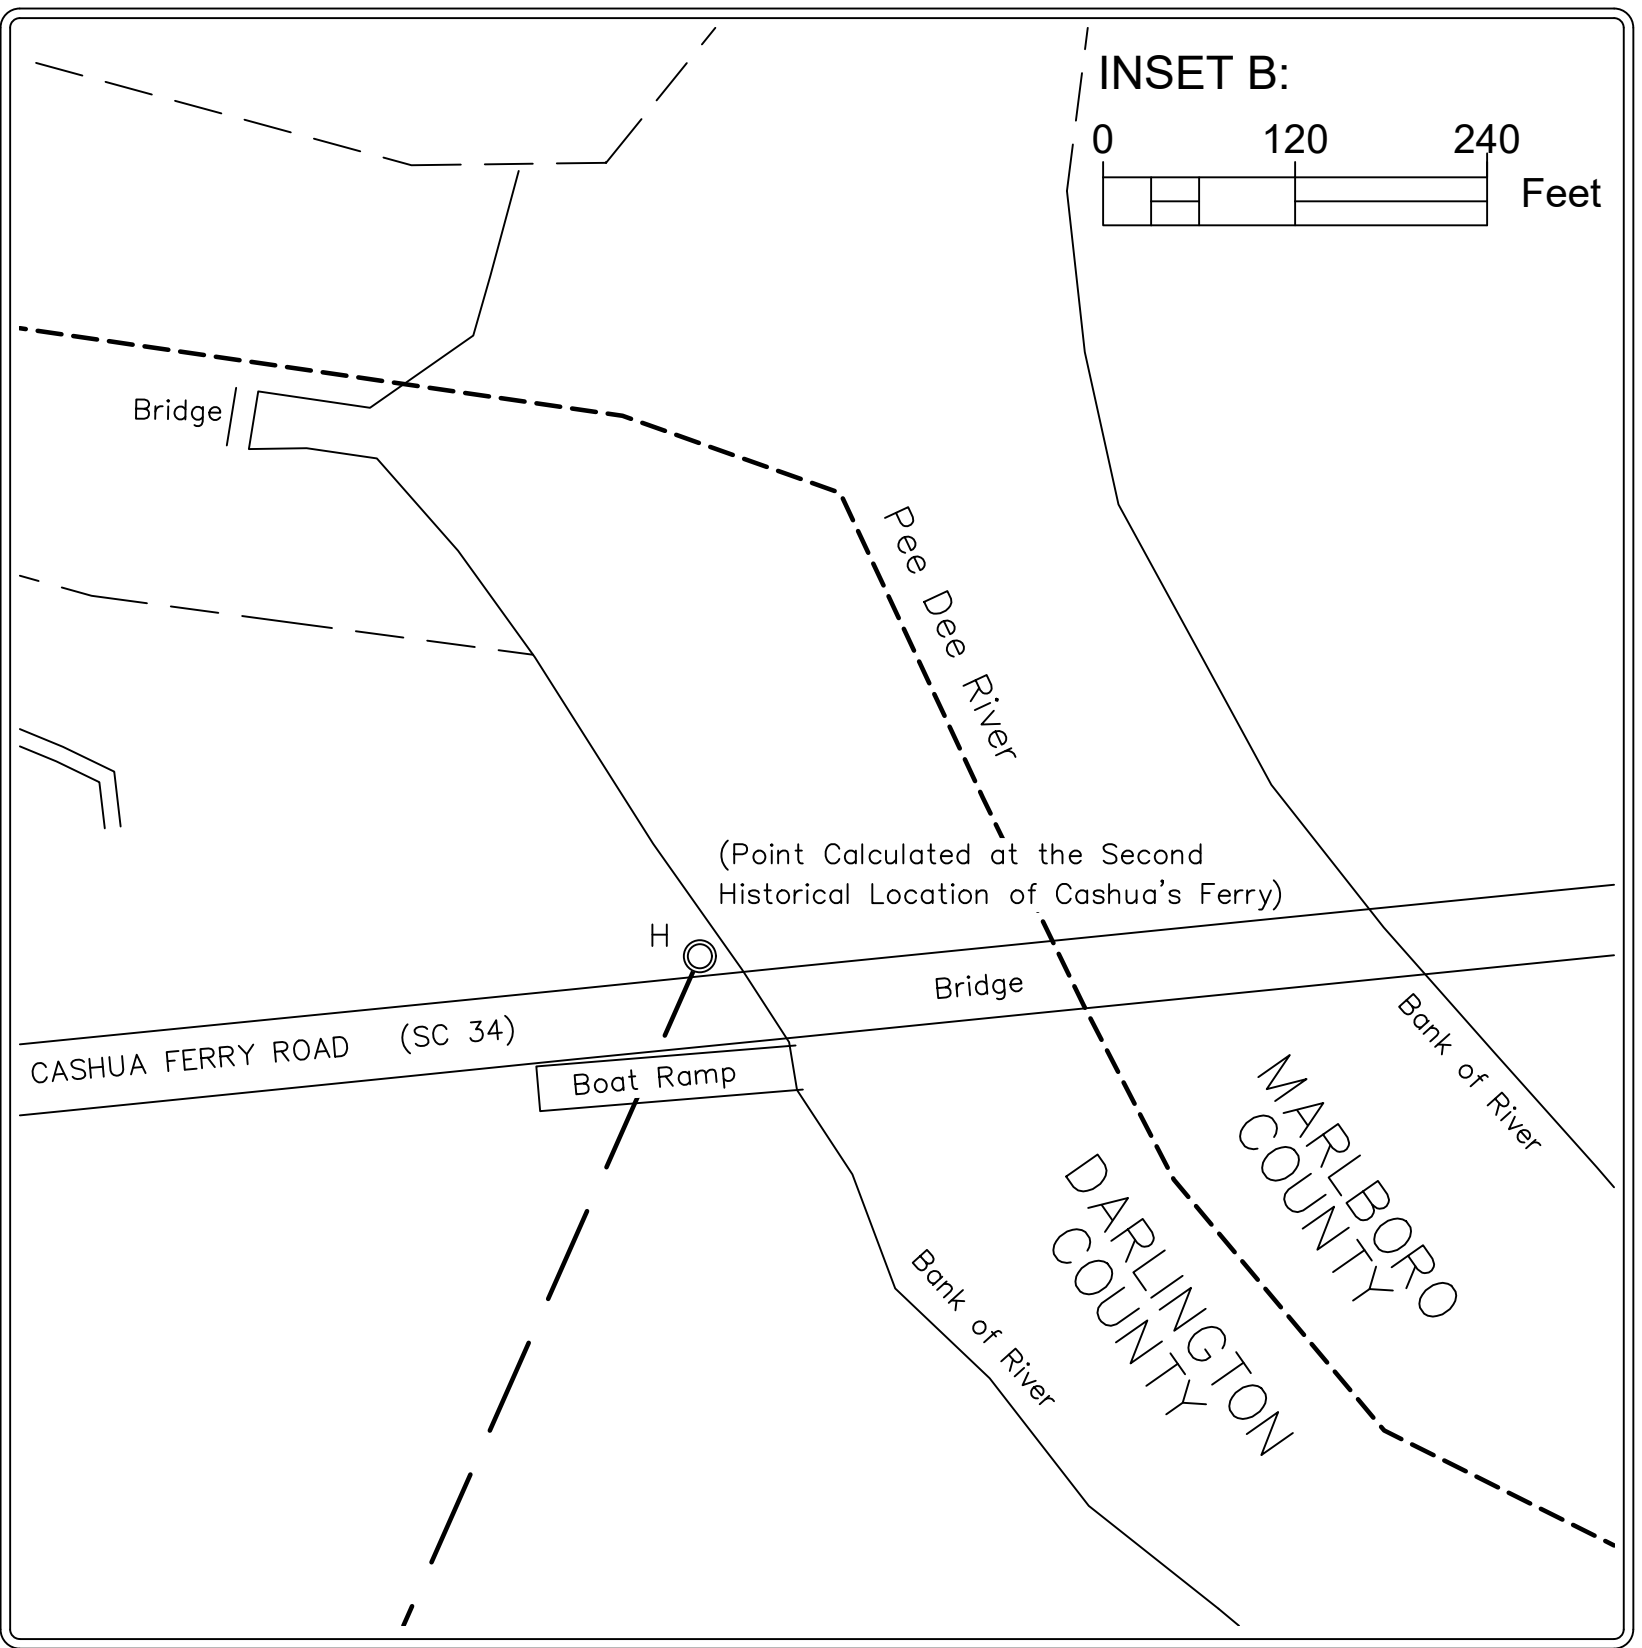 INSET B:
0 120 240
Feet
Bridge
Pee Dee River
(Point Calculated at the Second
Historical Location of Cashua's Ferry)
H
Bridge
CASHUA FERRY ROAD (SC 34)
Boat Ramp
Bank of River
MARLBORO
COUNTY
DARLINGTON
COUNTY
Bank of River